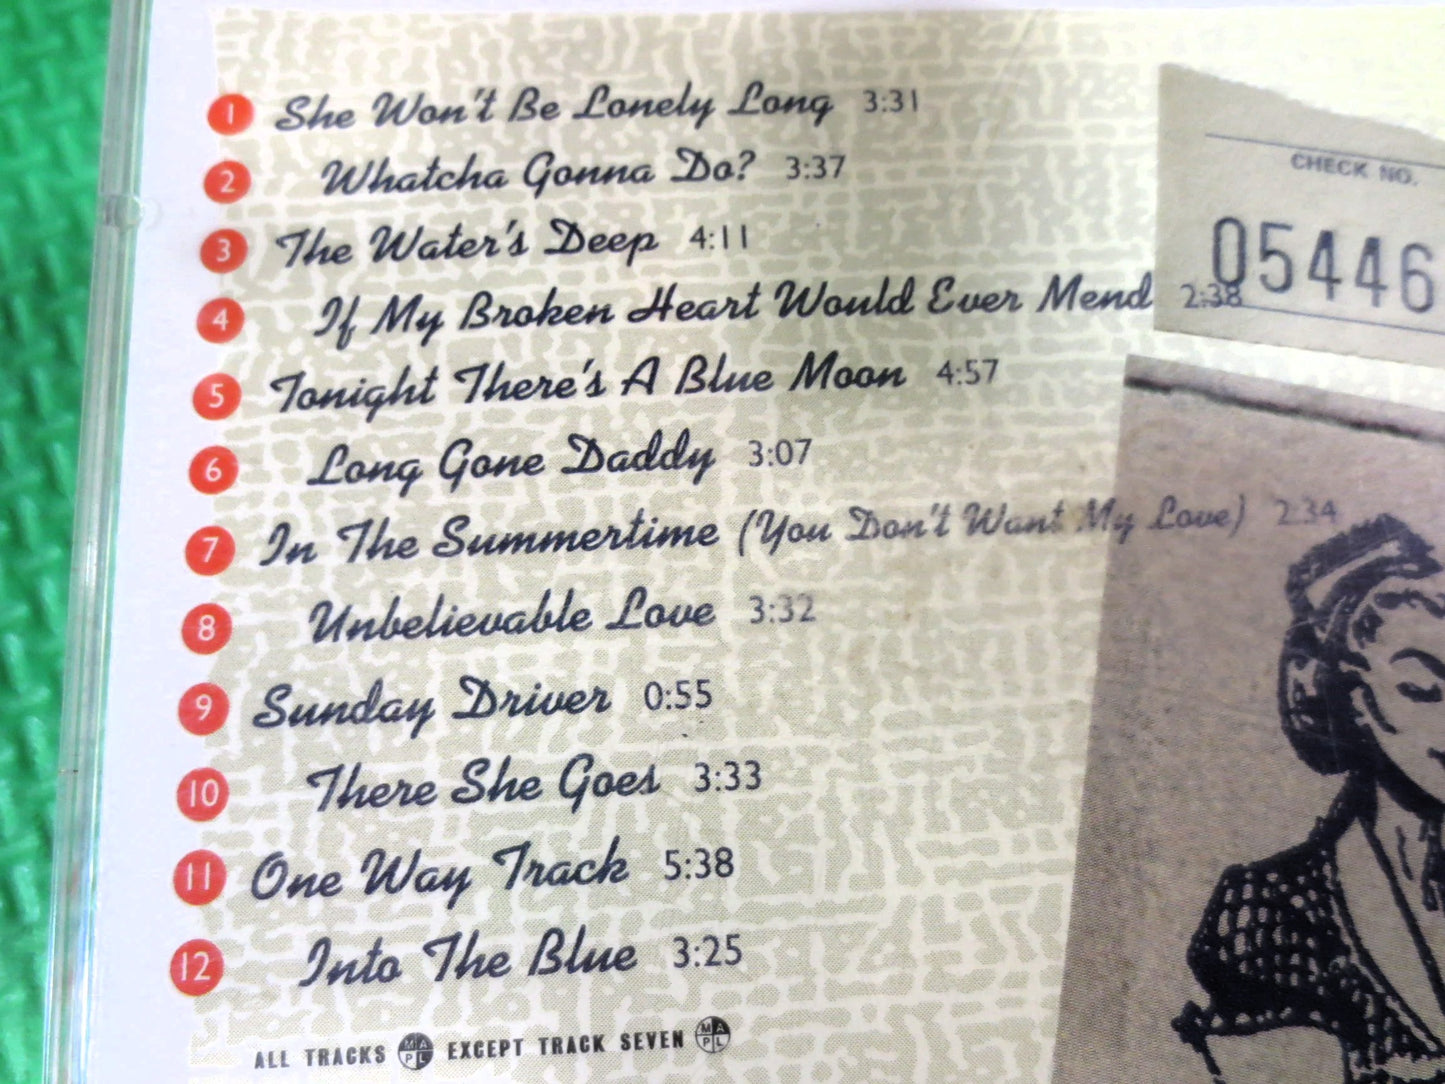 1 She Won't Be Lonely Long 3:31
2 Whatcha Gonna Do? 3:37
3 The Water's Deep 4:11
4 If My Broken Heart Would Ever Mend 2:38
5 Tonight There's A Blue Moon 4:57
6 Long Gone Daddy 3:07
7 In The Summertime (You Don't Want My Love) 2:34
8 Unbelievable Love 3:32
9 Sunday Driver 0:55
10 There She Goes 3:33
11 One Way Track 5:38
12 Into The Blue 3:25
ALL TRACKS MAPL EXCEPT TRACK SEVEN MAPL
CHECK NO.
05446